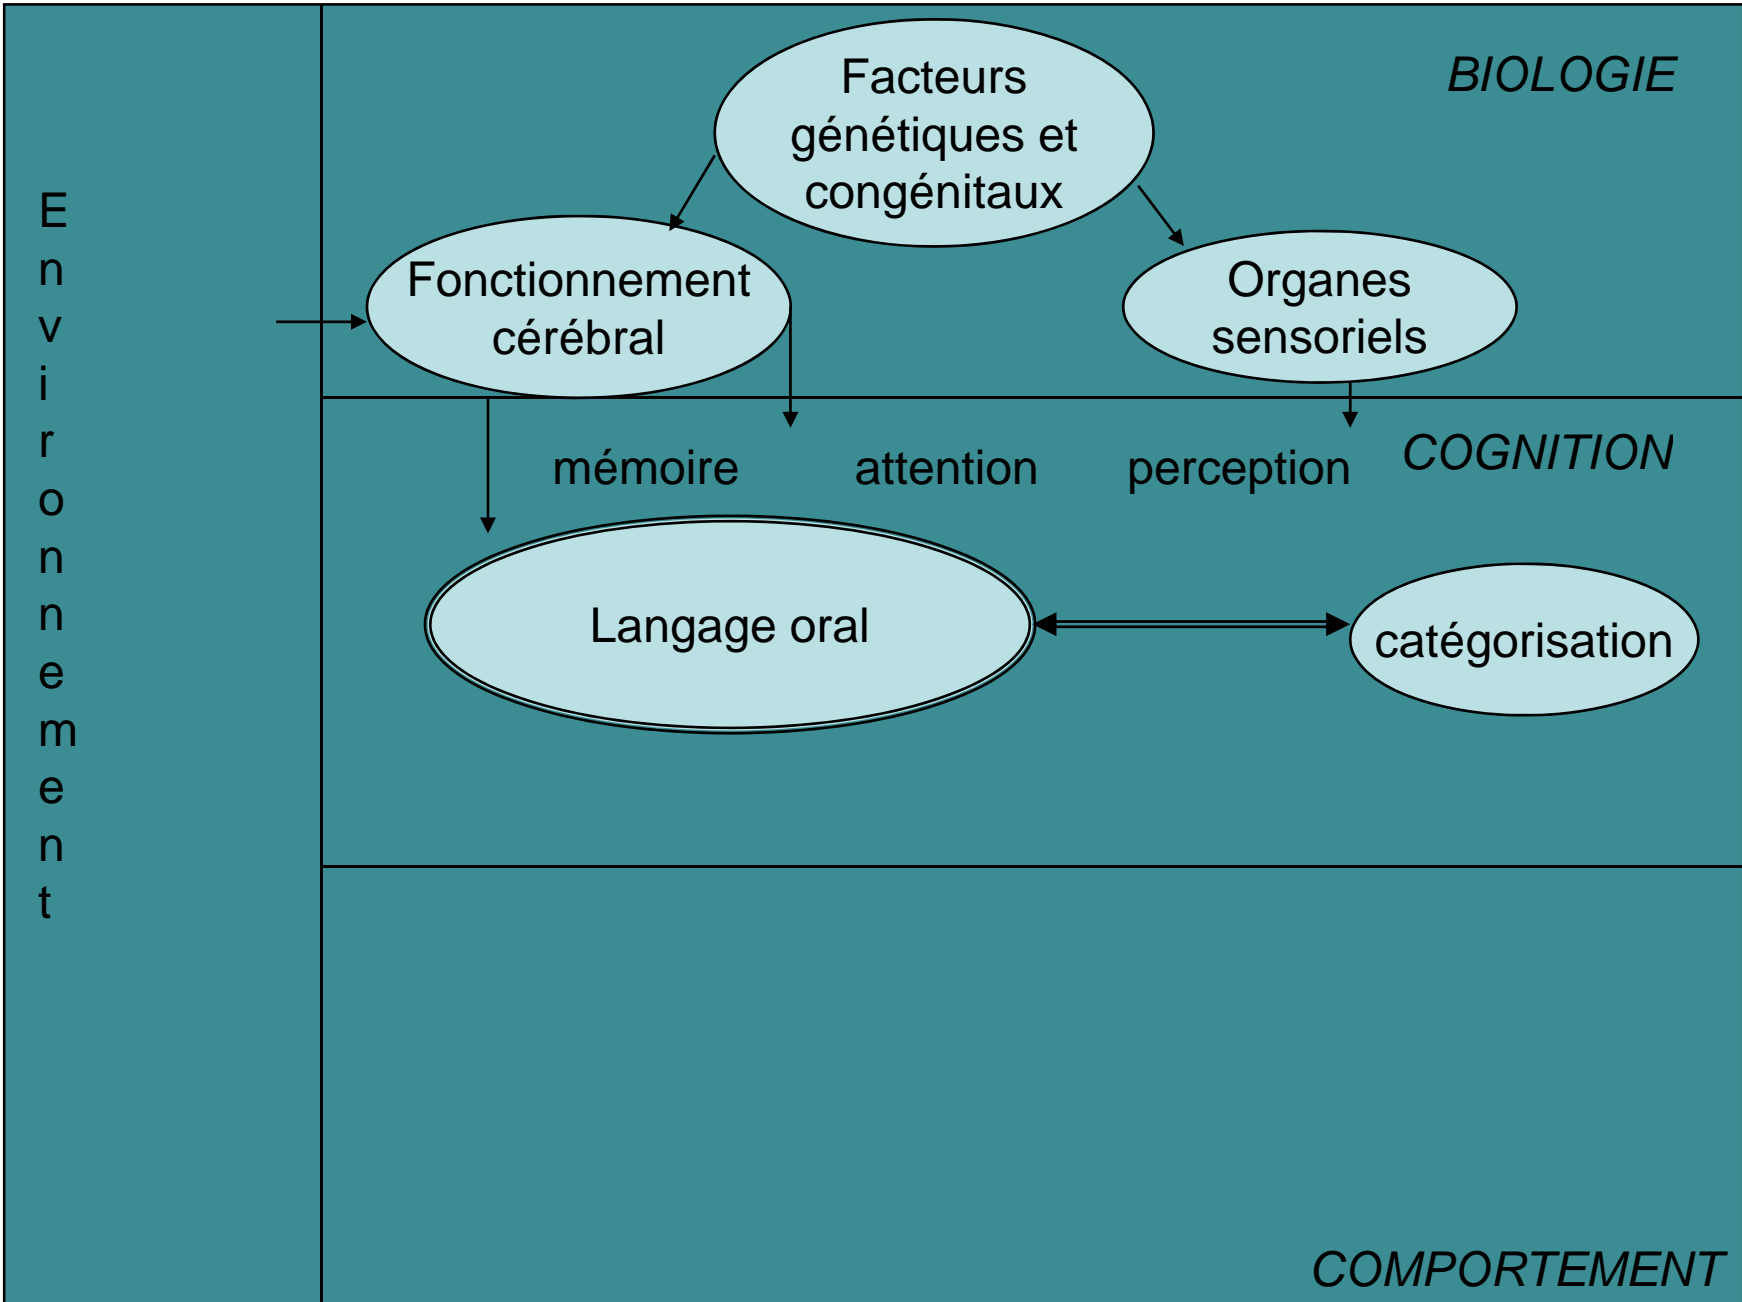 E
n
v
i
r
o
n
n
e
m
e
n
t
Facteurs
génétiques et
congénitaux
BIOLOGIE
Fonctionnement
cérébral
Organes
sensoriels
COGNITION
mémoire attention perception
Langage oral
catégorisation
COMPORTEMENT